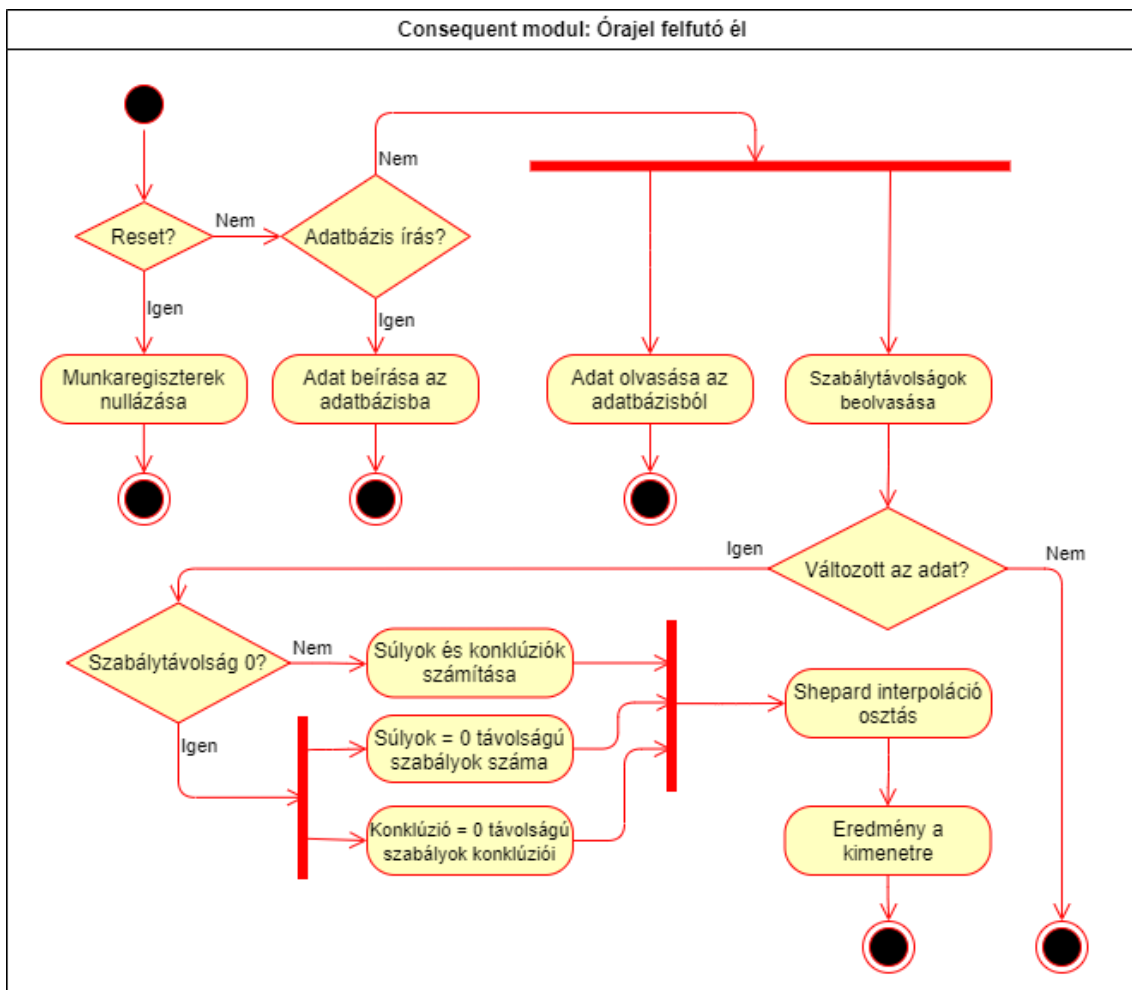 Consequent modul: Órajel felfutó él
Nem
Reset?
Nem
Adatbázis írás?
Igen
Igen
Munkaregiszterek
nullázása
Adat beírása az
adatbázisba
Adat olvasása az
adatbázisból
Szabálytávolságok
beolvasása
Igen
Változott az adat?
Nem
Szabálytávolság 0?
Nem
Súlyok és konklúziók
számítása
Igen
Súlyok = 0 távolságú
szabályok száma
Konklúzió = 0 távolságú
szabályok konklúziói
Shepard interpoláció
osztás
Eredmény a
kimenetre